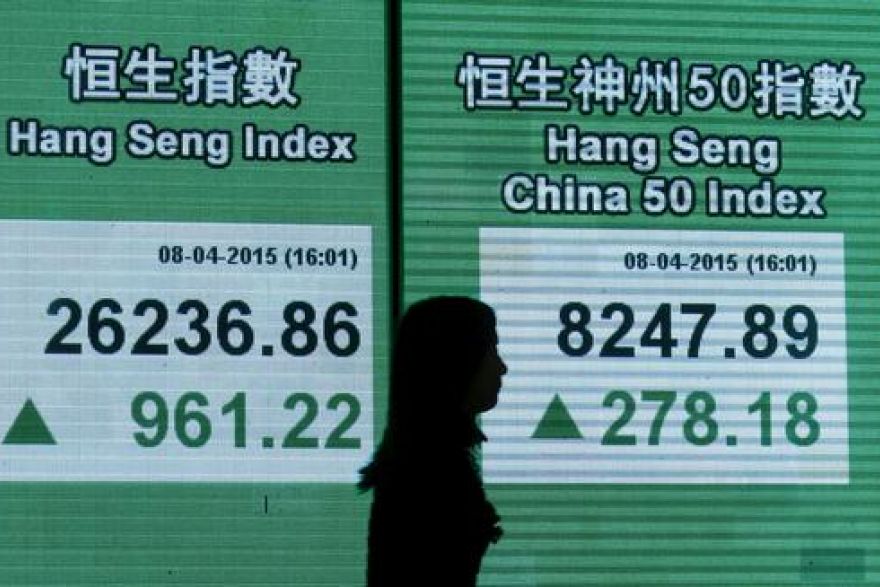 恒生指數
Hang Seng Index
08-04-2015 (16:01)
26236.86
▲ 961.22
恒生神州50指數
Hang Seng
China 50 Index
08-04-2015 (16:01)
8247.89
▲ 278.18